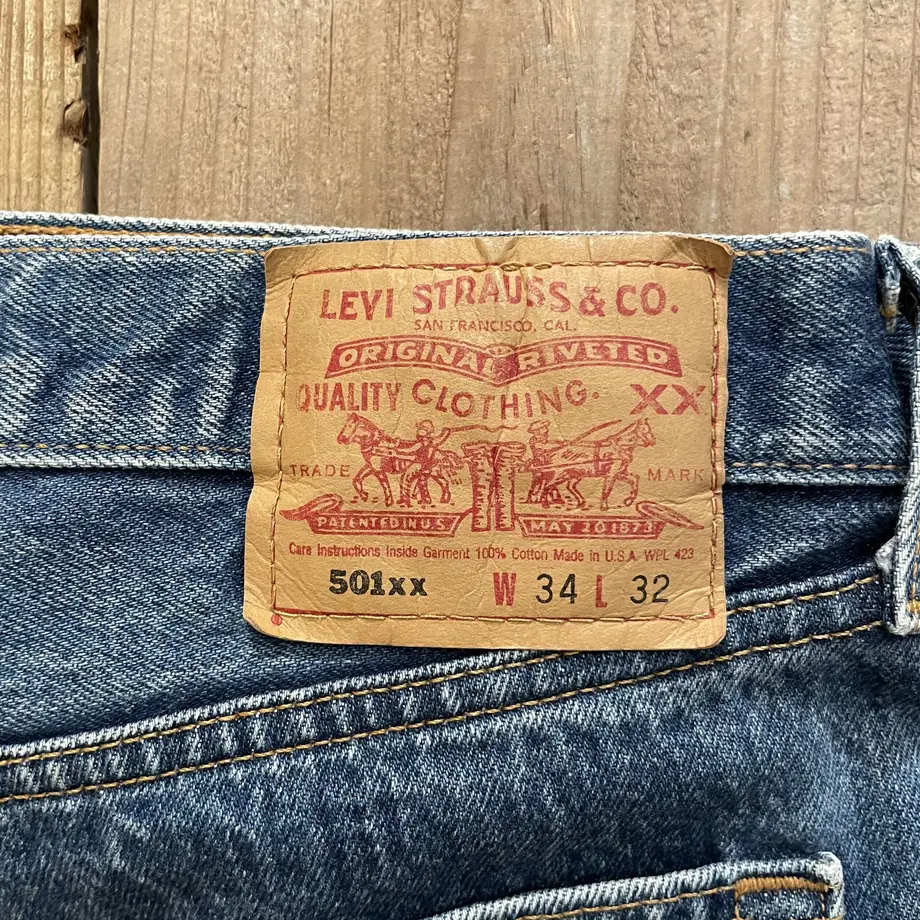 LEVI STRAUSS & CO.
SAN FRANCISCO, CAL.
ORIGINAL RIVETED
QUALITY CLOTHING. XX
TRADE MARK
PATENTED IN U.S. MAY 20 1873
Care Instructions Inside Garment 100% Cotton Made in U.S.A. WPL 423
501xx W 34 L 32